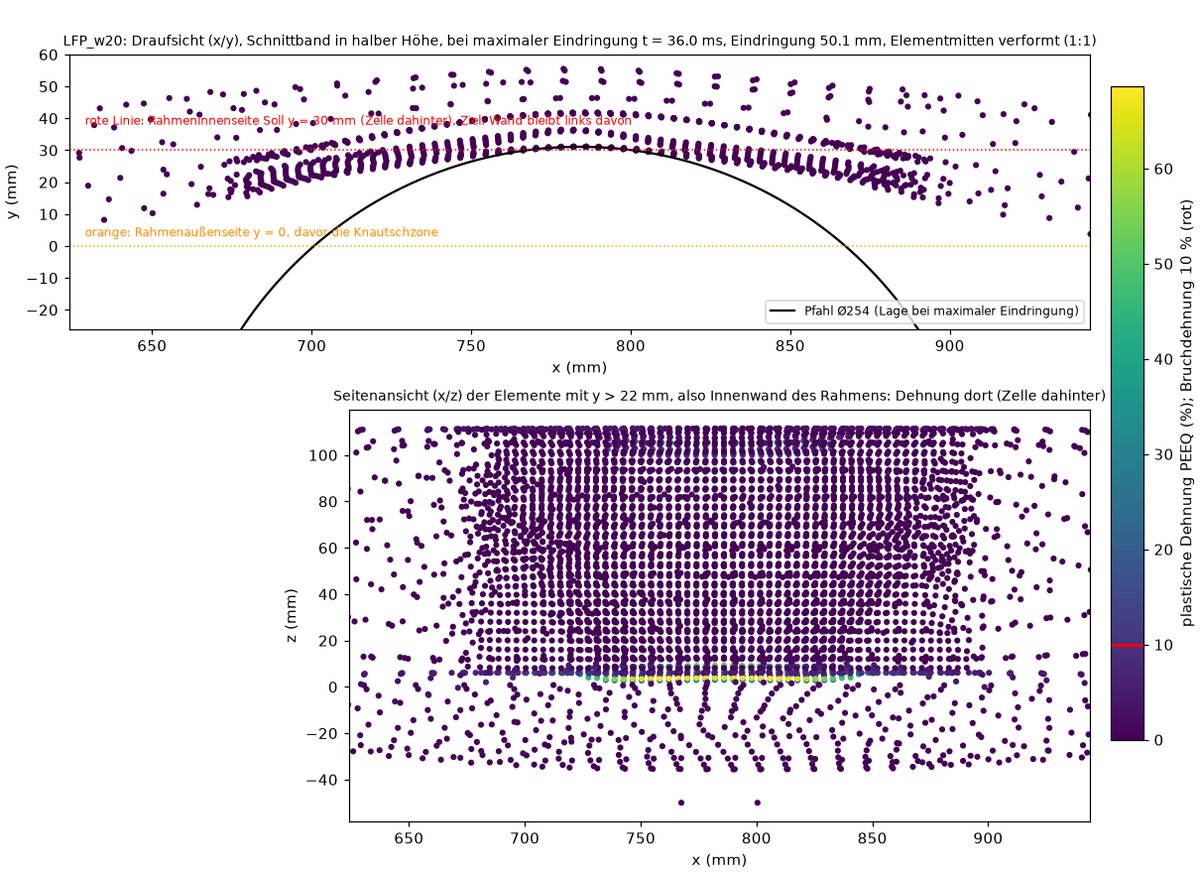 LFP_w20: Draufsicht (x/y), Schnittband in halber Höhe, bei maximaler Eindringung t = 36.0 ms, Eindringung 50.1 mm, Elementmitten verformt (1:1)
60
50
40
30
20
10
0
−10
−20
y (mm)
rote Linie: Rahmeninnenseite Soll y = 30 mm (Zelle dahinter). Ziel: Wand bleibt links davon
orange: Rahmenaußenseite y = 0, davor die Knautschzone
Pfahl Ø254 (Lage bei maximaler Eindringung)
650 700 750 800 850 900
x (mm)
Seitenansicht (x/z) der Elemente mit y > 22 mm, also Innenwand des Rahmens: Dehnung dort (Zelle dahinter)
100
80
60
40
20
0
−20
−40
z (mm)
650 700 750 800 850 900
x (mm)
60
50
40
30
20
10
0
plastische Dehnung PEEQ (%); Bruchdehnung 10 % (rot)